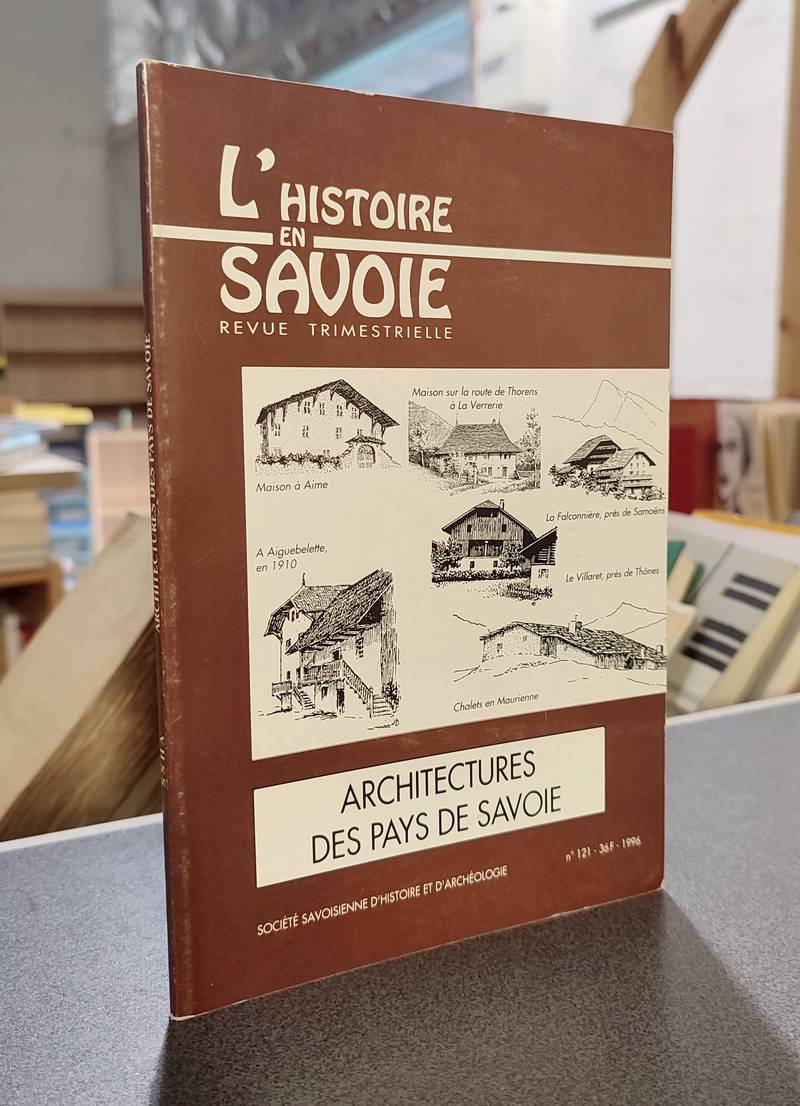 L'HISTOIRE
EN
SAVOIE
REVUE TRIMESTRIELLE
Maison à Aime
Maison sur la route de Thorens
à La Verrerie
La Falconnière, près de Samoëns
A Aiguebelette,
en 1910
Le Villaret, près de Thônes
Chalets en Maurienne
ARCHITECTURES
DES PAYS DE SAVOIE
n° 121 - 36F - 1996
SOCIÉTÉ SAVOISIENNE D'HISTOIRE ET D'ARCHÉOLOGIE
ARCHITECTURES DES PAYS DE SAVOIE
SSHA